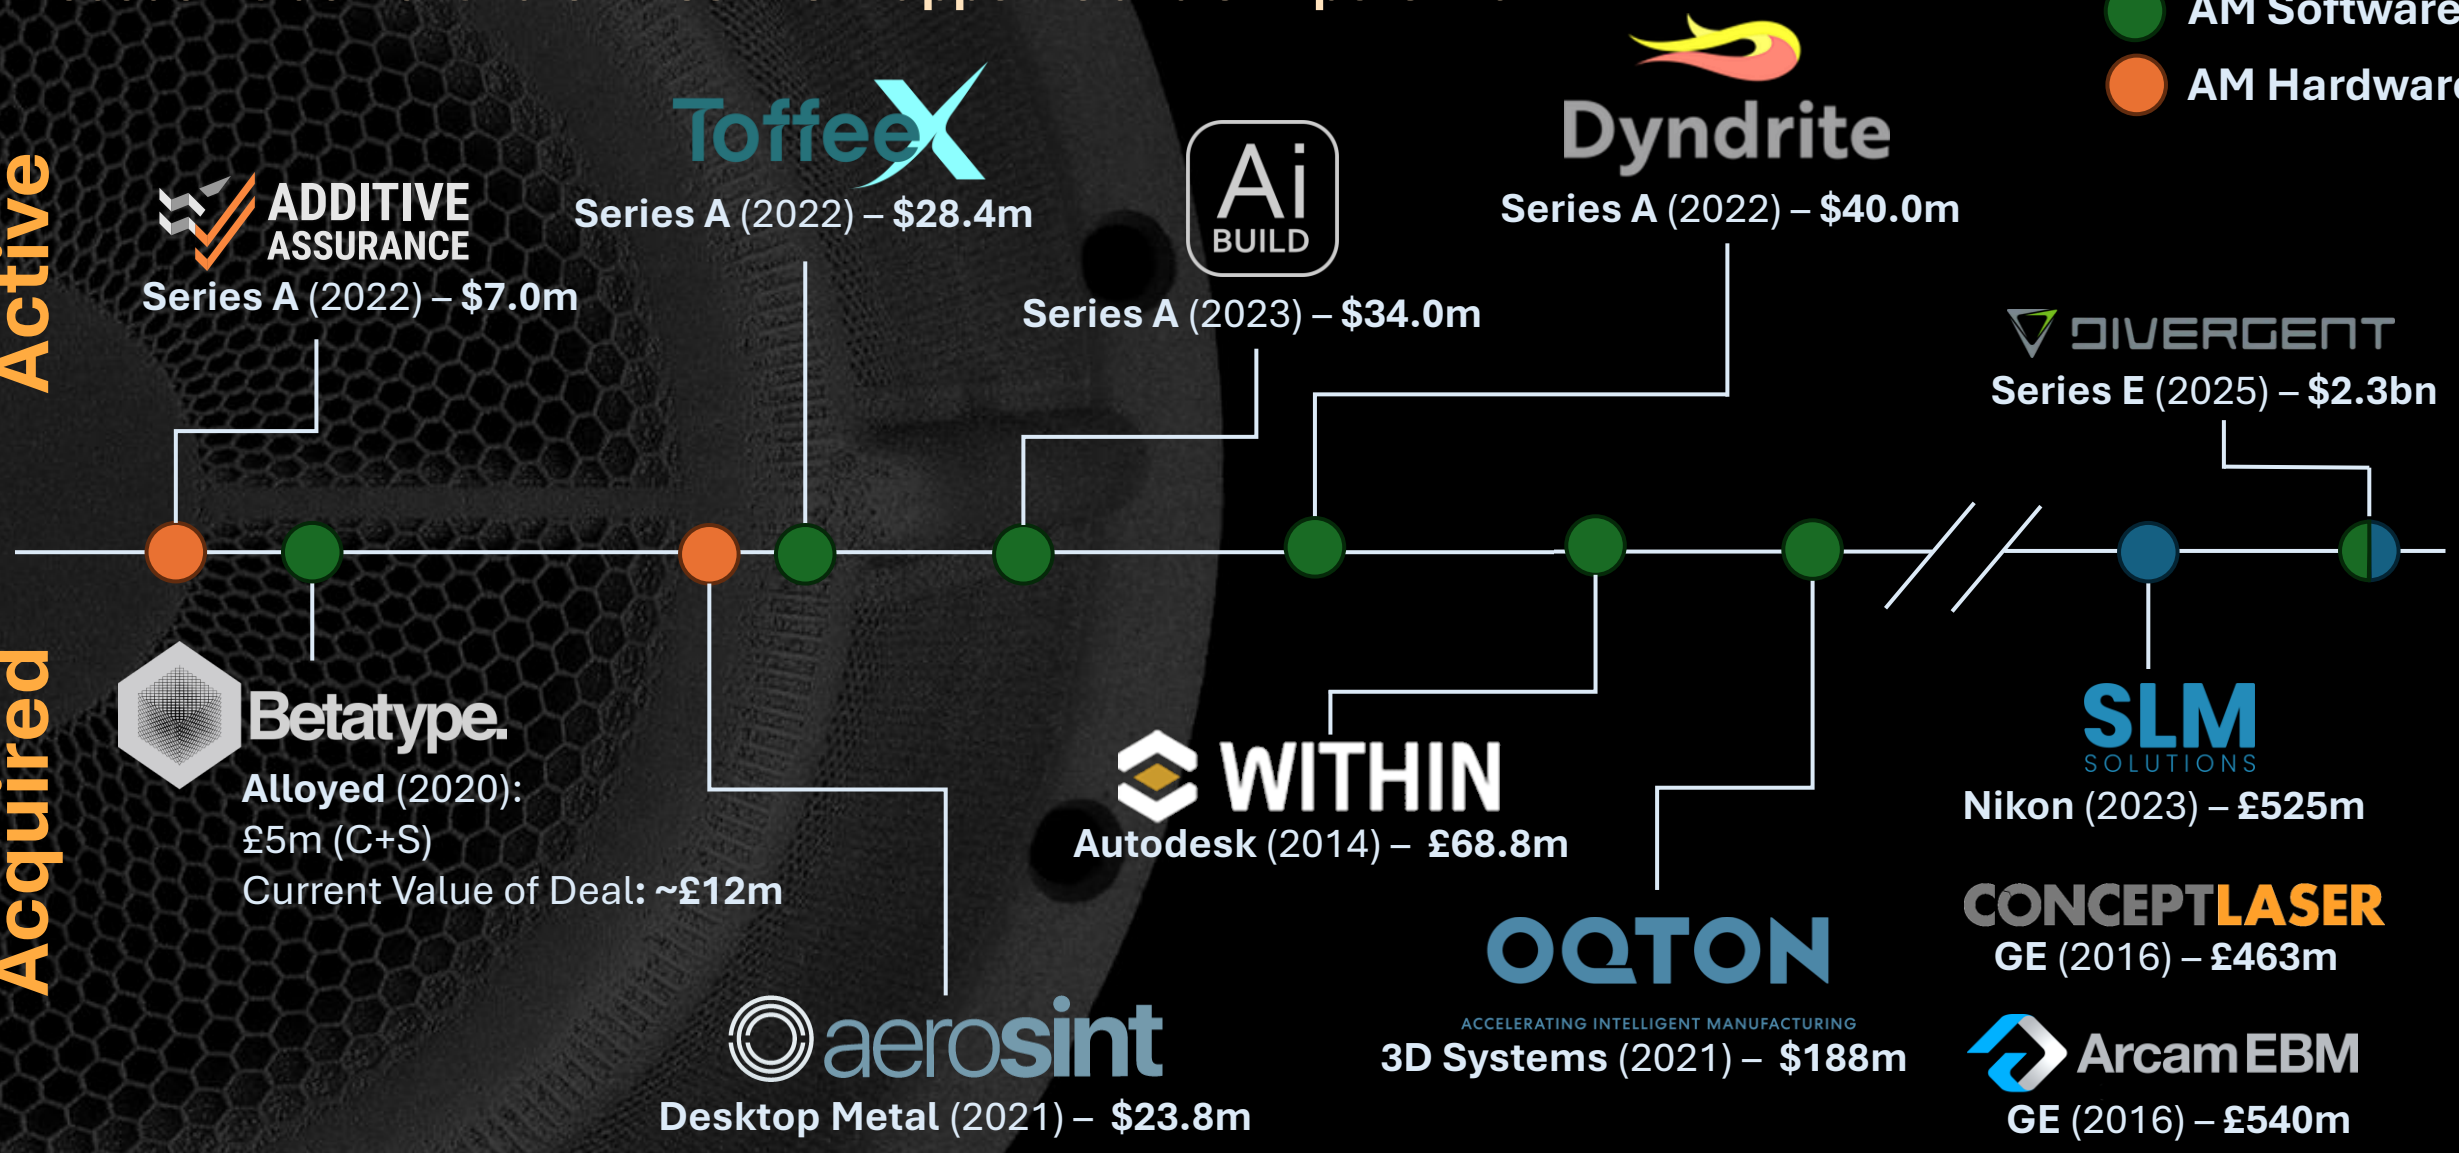 AM Software
AM Hardware
Active
ToffeeX
Series A (2022) – $28.4m
Dyndrite
Series A (2022) – $40.0m
Ai
BUILD
Series A (2023) – $34.0m
ADDITIVE
ASSURANCE
Series A (2022) – $7.0m
DIVERGENT
Series E (2025) – $2.3bn
Acquired
Betatype.
Alloyed (2020):
£5m (C+S)
Current Value of Deal: ~£12m
aerosint
Desktop Metal (2021) – $23.8m
WITHIN
Autodesk (2014) – £68.8m
OQTON
ACCELERATING INTELLIGENT MANUFACTURING
3D Systems (2021) – $188m
SLM
SOLUTIONS
Nikon (2023) – £525m
CONCEPTLASER
GE (2016) – £463m
Arcam EBM
GE (2016) – £540m